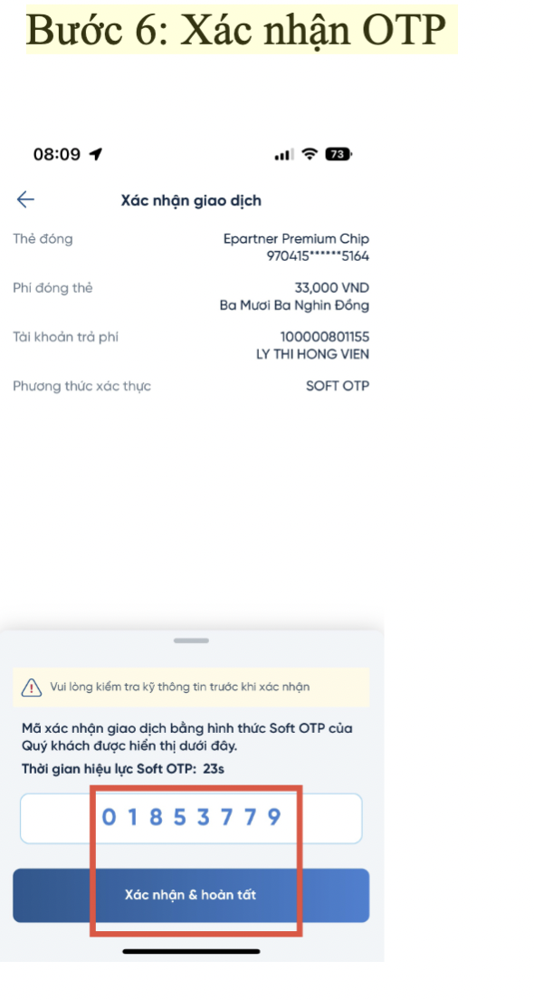 Bước 6: Xác nhận OTP
08:09
73
Xác nhận giao dịch
Thẻ đóng
Epartner Premium Chip
970415******5164
Phí đóng thẻ
33,000 VND
Ba Mươi Ba Nghìn Đồng
Tài khoản trả phí
100000801155
LY THI HONG VIEN
Phương thức xác thực
SOFT OTP
Vui lòng kiểm tra kỹ thông tin trước khi xác nhận
Mã xác nhận giao dịch bằng hình thức Soft OTP của
Quý khách được hiển thị dưới đây.
Thời gian hiệu lực Soft OTP: 23s
0 1 8 5 3 7 7 9
Xác nhận & hoàn tất